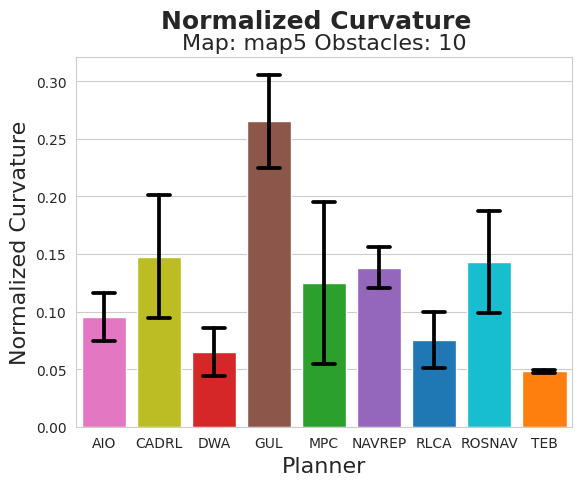 Normalized Curvature
Map: map5 Obstacles: 10
Normalized Curvature
0.30
0.25
0.20
0.15
0.10
0.05
0.00
AIO CADRL DWA GUL MPC NAVREP RLCA ROSNAV TEB
Planner